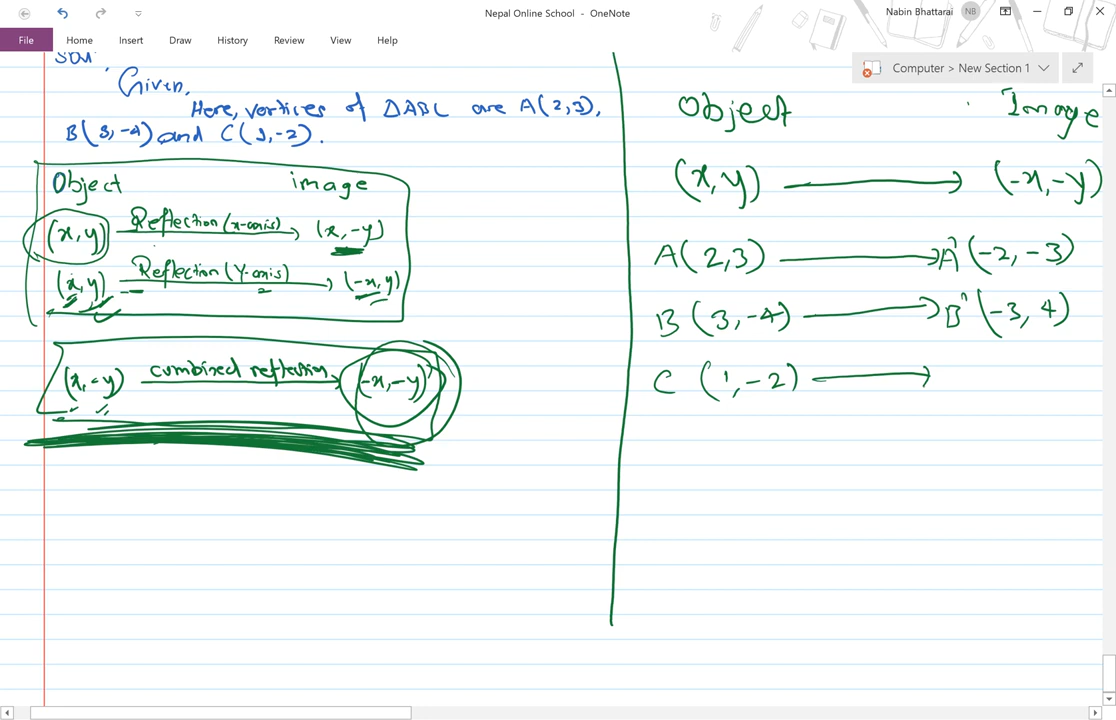 Nepal Online School - OneNote
Nabin Bhattarai NB
File Home Insert Draw History Review View Help
Computer > New Section 1
Soln.
Given,
Here, vertices of ΔABC are A(2,3),
B(3,-4) and C(1,-2).
Object image
(x,y) Reflection(x-axis) (x,-y)
(x,y) Reflection(Y-axis) (-x,y)
(x,-y) combined reflection (-x,-y)
Object Image
(x,y) (-x,-y)
A(2,3) A'(-2,-3)
B(3,-4) B'(-3,4)
C(1,-2)